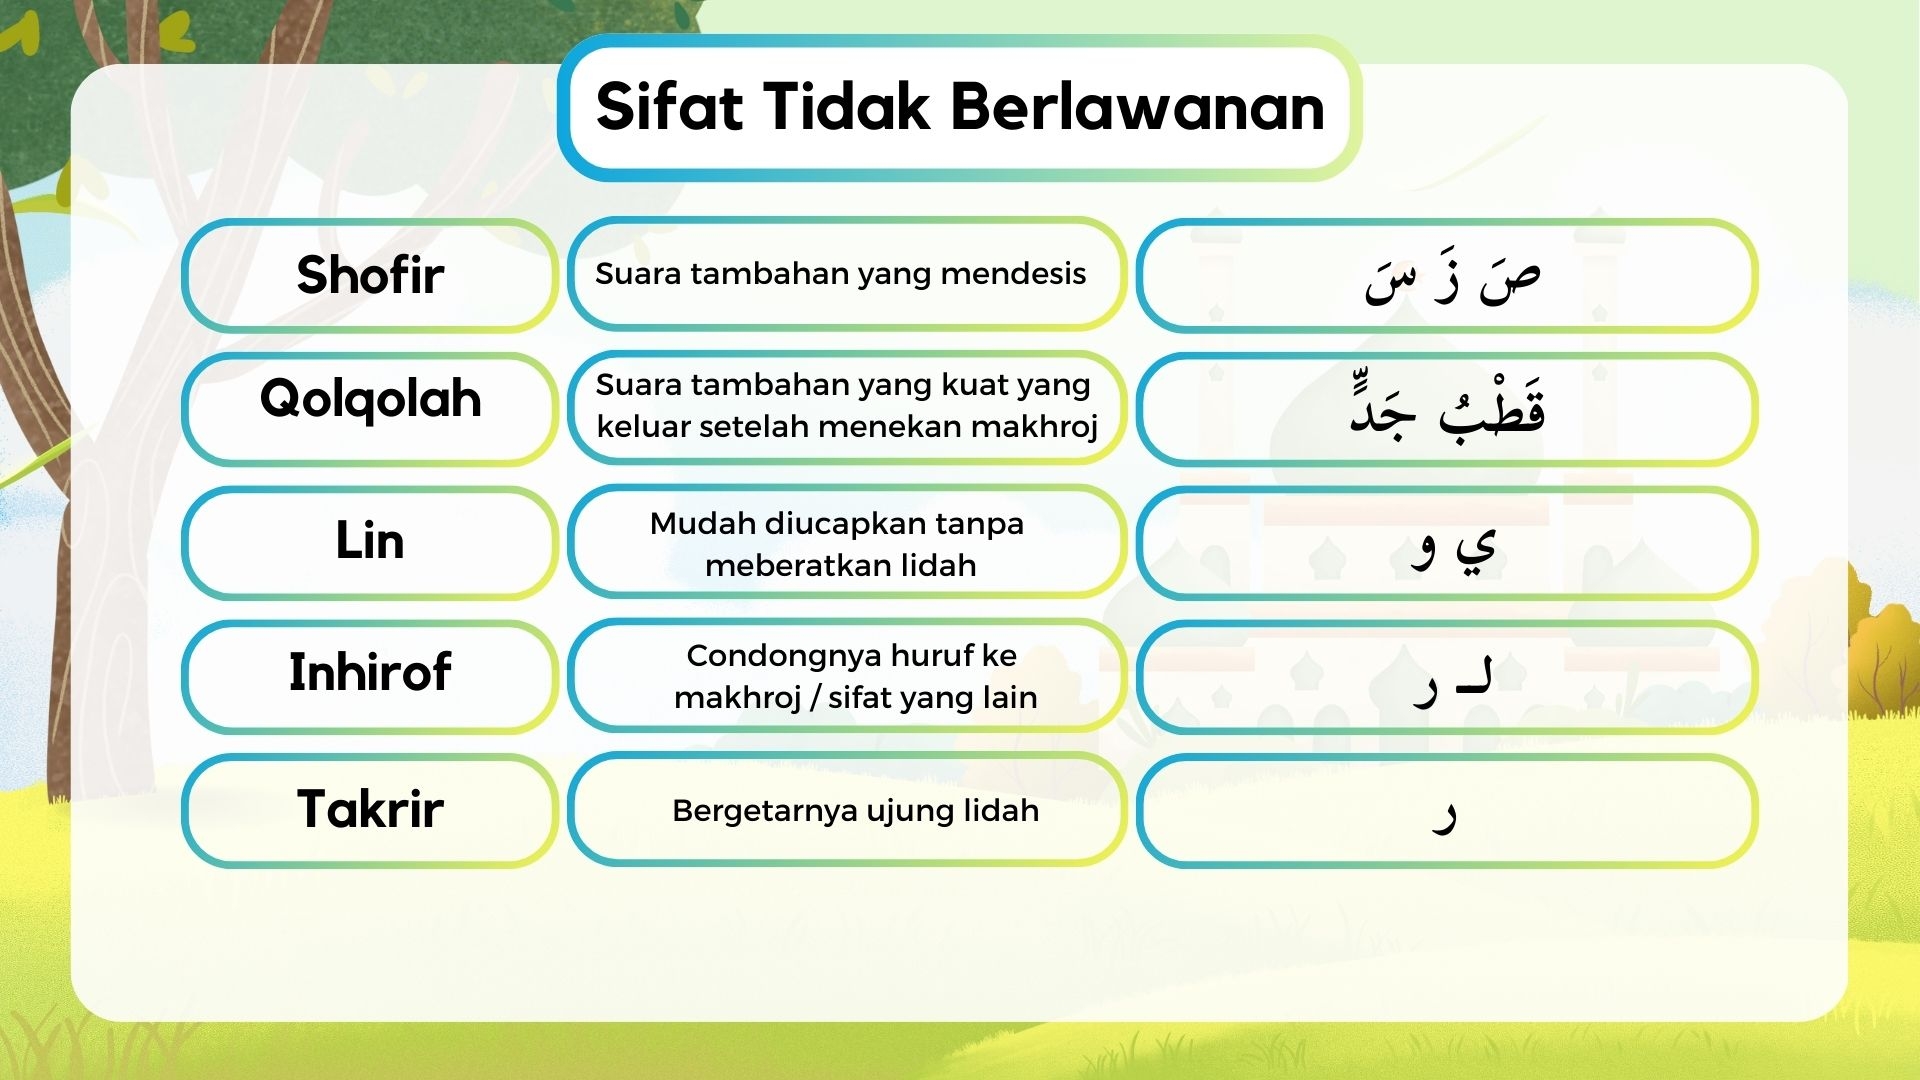 Sifat Tidak Berlawanan
Shofir
Suara tambahan yang mendesis
صَ زَ سَ
Qolqolah
Suara tambahan yang kuat yang
keluar setelah menekan makhroj
قَطْبُ جَدٍّ
Lin
Mudah diucapkan tanpa
meberatkan lidah
ي و
Inhirof
Condongnya huruf ke
makhroj / sifat yang lain
لـ ر
Takrir
Bergetarnya ujung lidah
ر